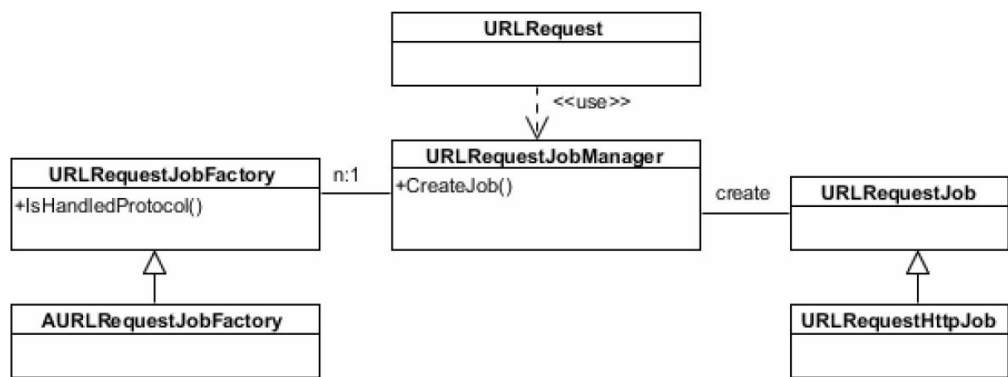 URLRequest
<<use>>
URLRequestJobManager
+CreateJob()
URLRequestJobFactory
+IsHandledProtocol()
n:1
create
URLRequestJob
AURLRequestJobFactory
URLRequestHttpJob